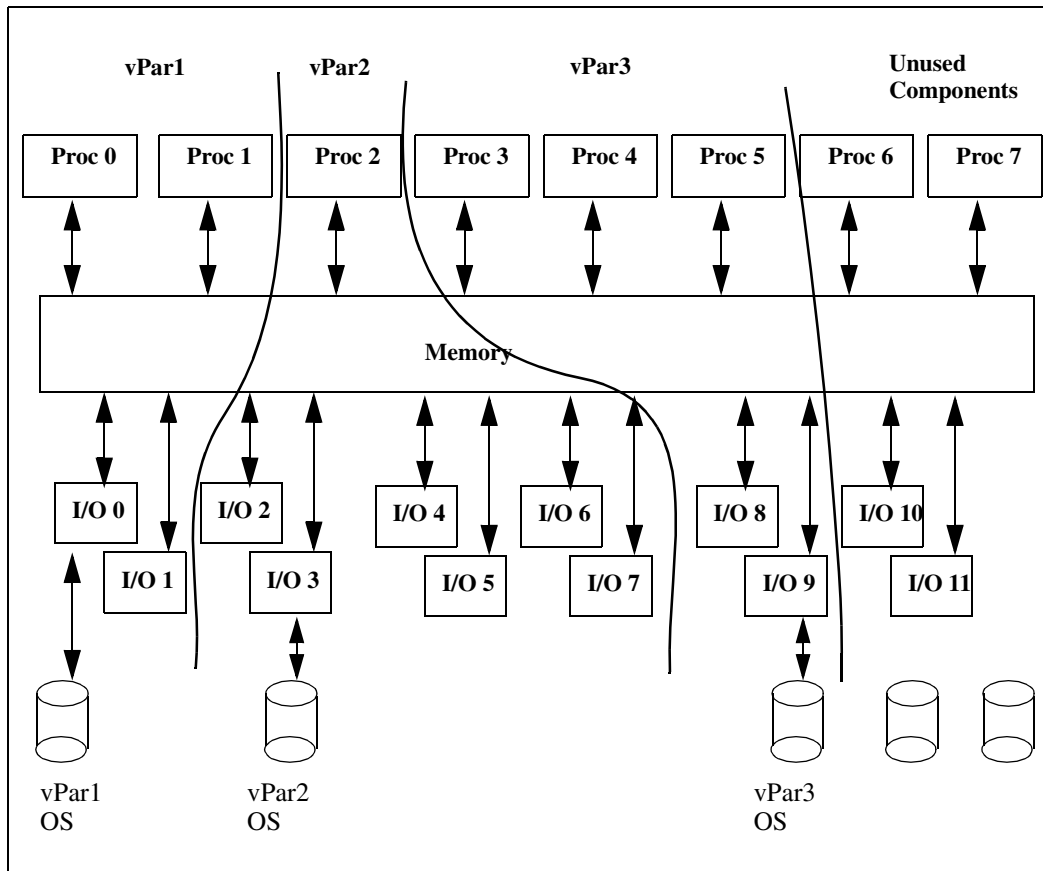 vPar1
vPar2
vPar3
Unused
Components
Proc 0
Proc 1
Proc 2
Proc 3
Proc 4
Proc 5
Proc 6
Proc 7
Memory
I/O 0
I/O 2
I/O 4
I/O 6
I/O 8
I/O 10
I/O 1
I/O 3
I/O 5
I/O 7
I/O 9
I/O 11
vPar1
OS
vPar2
OS
vPar3
OS